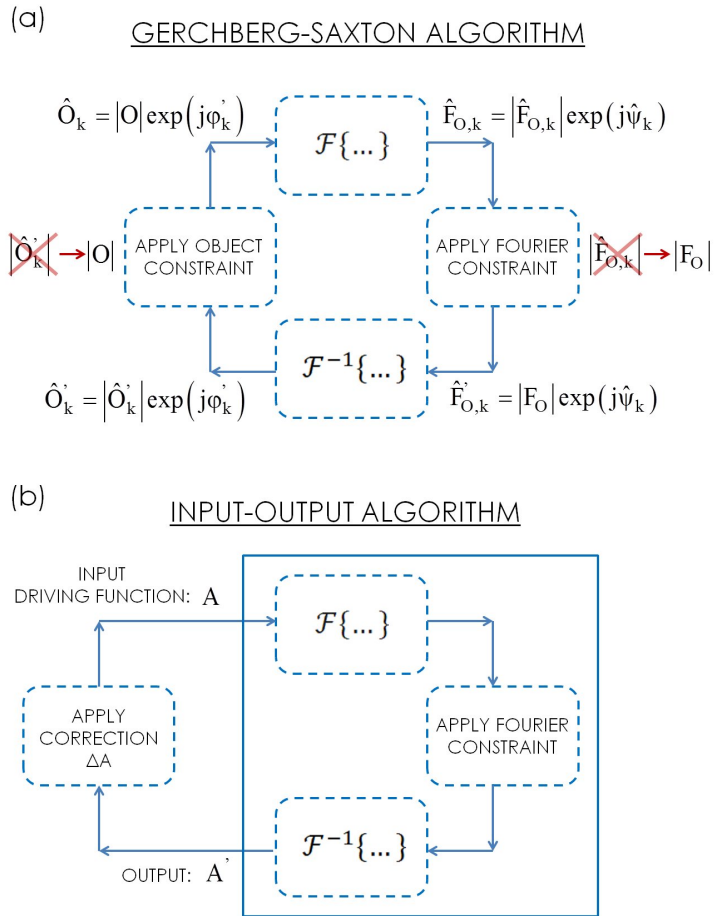 (a)
GERCHBERG-SAXTON ALGORITHM
Ô_k = |O| exp(jφ'_k)
F{...}
F̂_O,k = |F̂_O,k| exp(jψ̂_k)
|Ô'_k| → |O|
APPLY OBJECT
CONSTRAINT
APPLY FOURIER
CONSTRAINT
|F̂_O,k| → |F_O|
Ô'_k = |Ô'_k| exp(jφ'_k)
F⁻¹{...}
F̂'_O,k = |F_O| exp(jψ̂_k)
(b)
INPUT-OUTPUT ALGORITHM
INPUT
DRIVING FUNCTION: A
F{...}
APPLY
CORRECTION
ΔA
APPLY FOURIER
CONSTRAINT
F⁻¹{...}
OUTPUT: A'